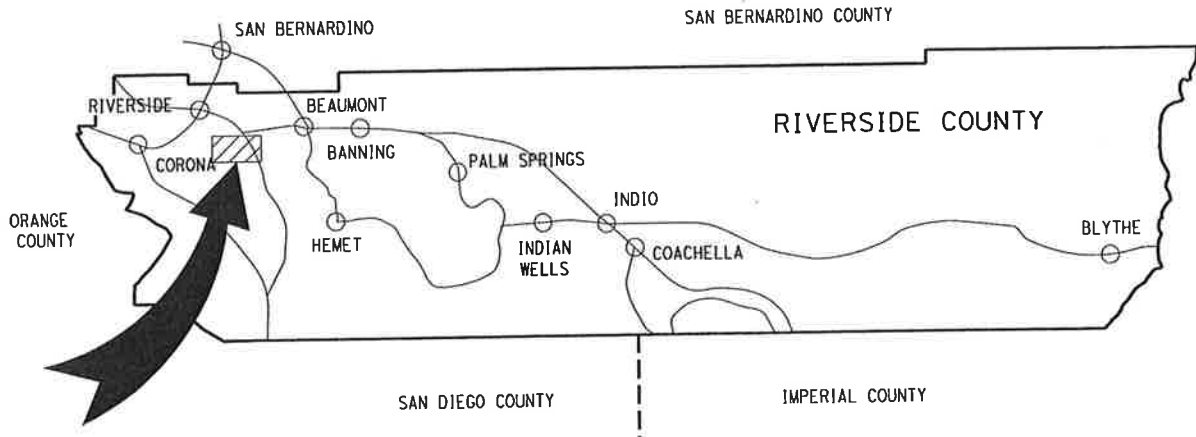 SAN BERNARDINO COUNTY
SAN BERNARDINO
RIVERSIDE
BEAUMONT
RIVERSIDE COUNTY
CORONA
BANNING
PALM SPRINGS
ORANGE
COUNTY
HEMET
INDIAN
WELLS
INDIO
COACHELLA
BLYTHE
SAN DIEGO COUNTY
IMPERIAL COUNTY